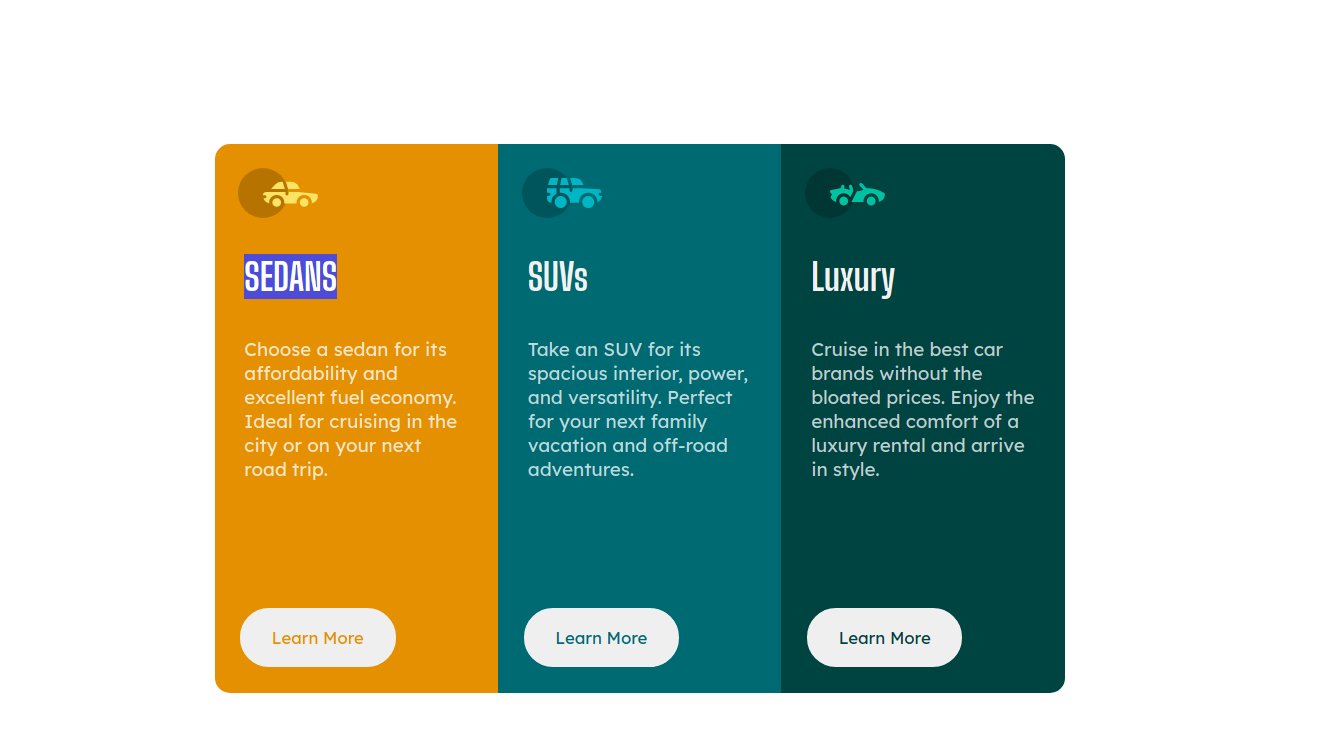 SEDANS
Choose a sedan for its
affordability and
excellent fuel economy.
Ideal for cruising in the
city or on your next
road trip.
Learn More
SUVs
Take an SUV for its
spacious interior, power,
and versatility. Perfect
for your next family
vacation and off-road
adventures.
Learn More
Luxury
Cruise in the best car
brands without the
bloated prices. Enjoy the
enhanced comfort of a
luxury rental and arrive
in style.
Learn More